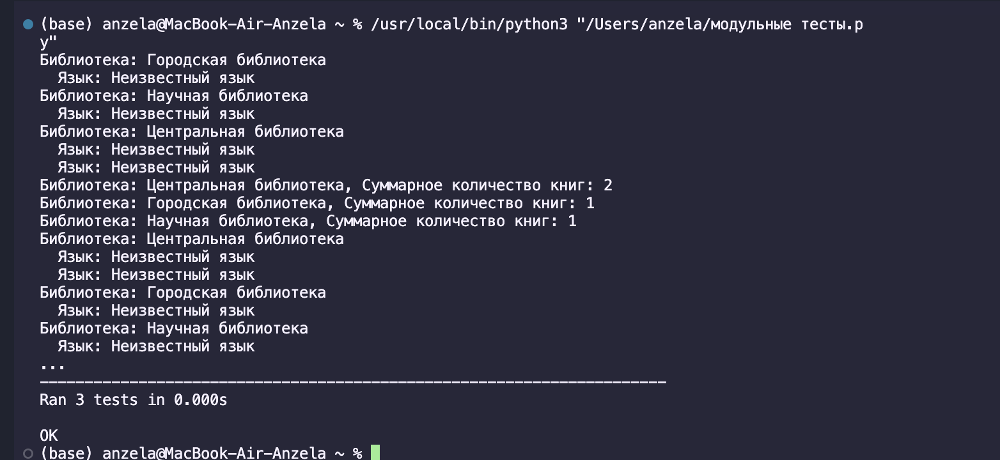 (base) anzela@MacBook-Air-Anzela ~ % /usr/local/bin/python3 "/Users/anzela/модульные тесты.p
y"
Библиотека: Городская библиотека
  Язык: Неизвестный язык
Библиотека: Научная библиотека
  Язык: Неизвестный язык
Библиотека: Центральная библиотека
  Язык: Неизвестный язык
  Язык: Неизвестный язык
Библиотека: Центральная библиотека, Суммарное количество книг: 2
Библиотека: Городская библиотека, Суммарное количество книг: 1
Библиотека: Научная библиотека, Суммарное количество книг: 1
Библиотека: Центральная библиотека
  Язык: Неизвестный язык
  Язык: Неизвестный язык
Библиотека: Городская библиотека
  Язык: Неизвестный язык
Библиотека: Научная библиотека
  Язык: Неизвестный язык
...
----------------------------------------------------------------------
Ran 3 tests in 0.000s

OK
(base) anzela@MacBook-Air-Anzela ~ %